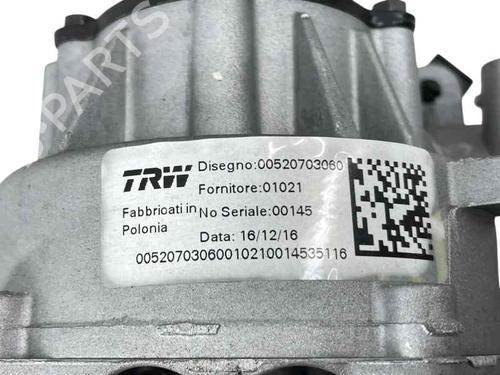 TRW
Disegno:00520703060
Fornitore:01021
Fabbricati in
Polonia
No Seriale:00145
Data: 16/12/16
00520703060010210014535116